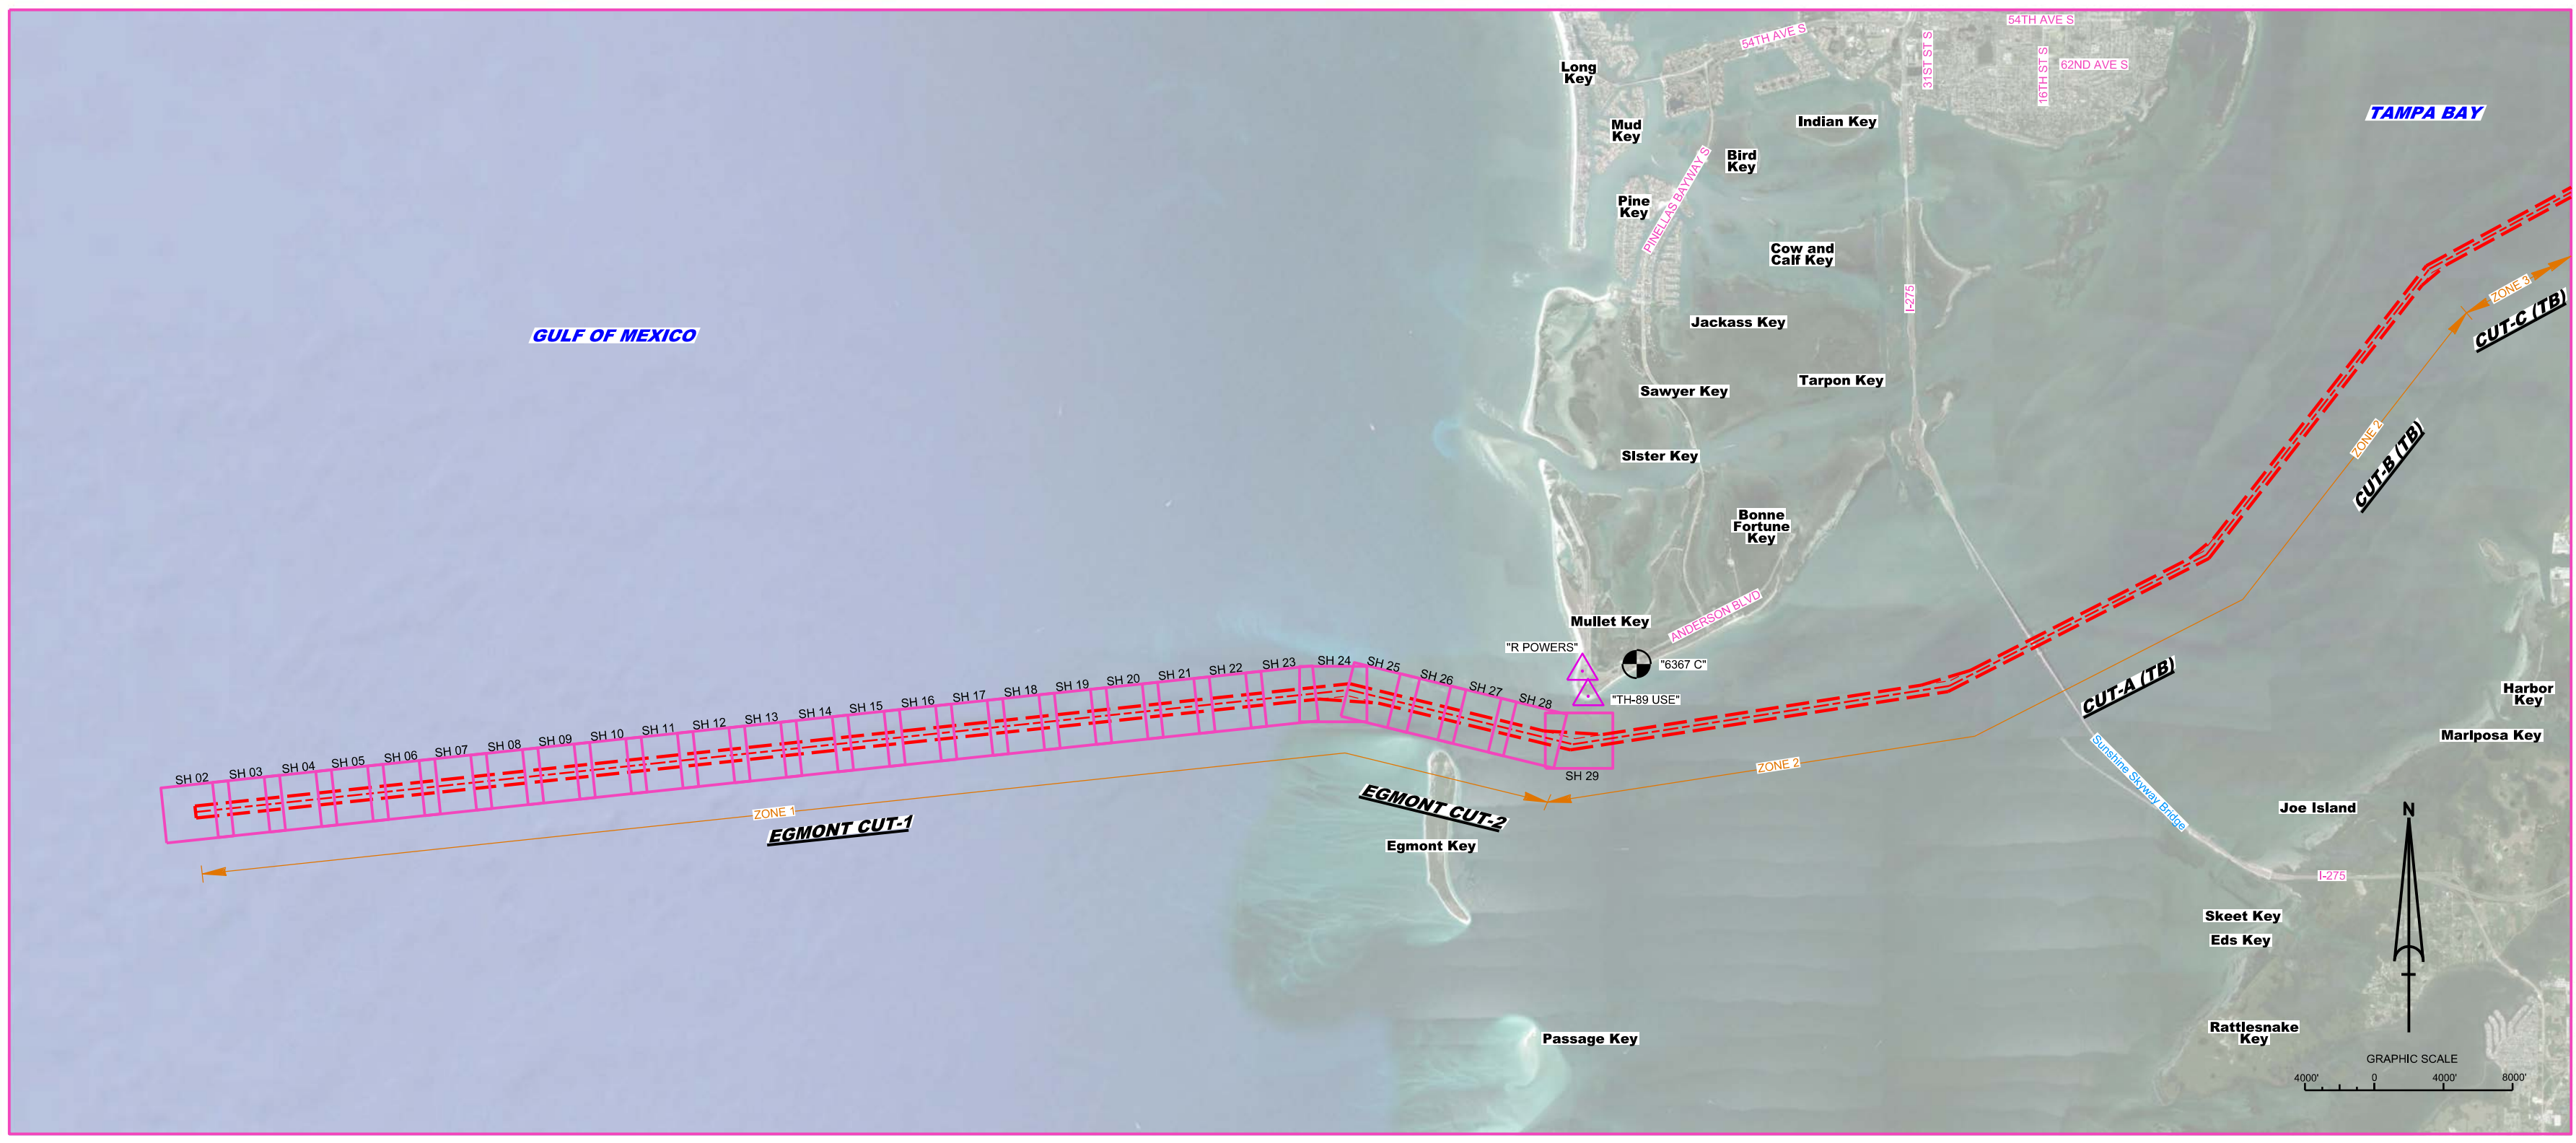 54TH AVE S
54TH AVE S
31ST ST S
16TH ST S
62ND AVE S
Long
Key
TAMPA BAY
Mud
Key
Indian Key
Bird
Key
PINELLAS BAYWAY S
Pine
Key
Cow and
Calf Key
I-275
ZONE 3
CUT-C (TB)
GULF OF MEXICO
Jackass Key
Sawyer Key
Tarpon Key
ZONE 2
CUT-B (TB)
SIster Key
Bonne
Fortune
Key
ANDERSON BLVD
Mullet Key
"R POWERS"
"6367 C"
"TH-89 USE"
SH 02
SH 03
SH 04
SH 05
SH 06
SH 07
SH 08
SH 09
SH 10
SH 11
SH 12
SH 13
SH 14
SH 15
SH 16
SH 17
SH 18
SH 19
SH 20
SH 21
SH 22
SH 23
SH 24
SH 25
SH 26
SH 27
SH 28
SH 29
CUT-A (TB)
Harbor
Key
MarIposa Key
Sunshine Skyway Bridge
ZONE 2
ZONE 1
EGMONT CUT-1
EGMONT CUT-2
Egmont Key
Joe Island
N
I-275
Skeet Key
Eds Key
Rattlesnake
Key
Passage Key
GRAPHIC SCALE
4000' 0 4000' 8000'